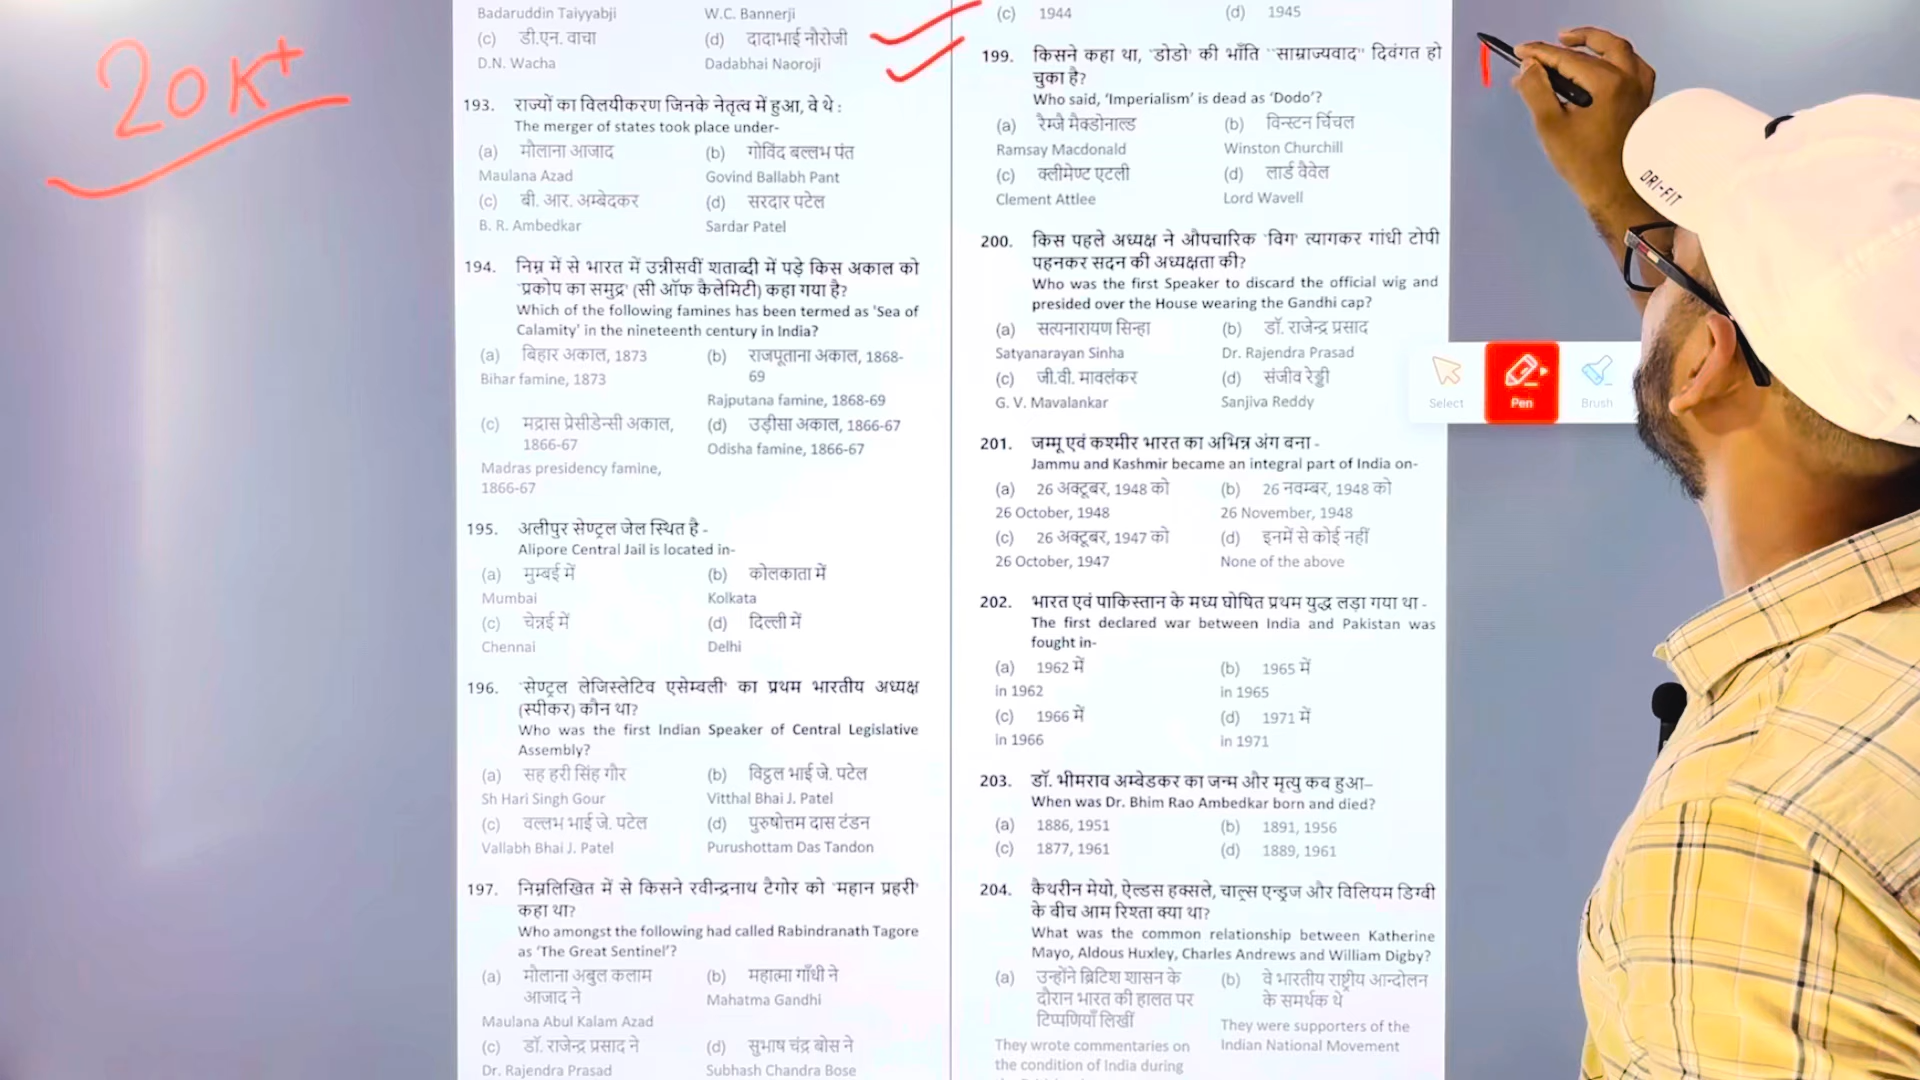 20K+
Badaruddin Taiyyabji W.C. Bannerji
(c) डी.एन. वाचा (d) दादाभाई नौरोजी
D.N. Wacha Dadabhai Naoroji
193. राज्यों का विलयीकरण जिनके नेतृत्व में हुआ, वे थे :
The merger of states took place under-
(a) मौलाना आजाद (b) गोविंद बल्लभ पंत
Maulana Azad Govind Ballabh Pant
(c) बी. आर. अम्बेदकर (d) सरदार पटेल
B. R. Ambedkar Sardar Patel
194. निम्न में से भारत में उन्नीसवीं शताब्दी में पड़े किस अकाल को
'प्रकोप का समुद्र' (सी ऑफ कैलेमिटी) कहा गया है?
Which of the following famines has been termed as 'Sea of
Calamity' in the nineteenth century in India?
(a) बिहार अकाल, 1873 (b) राजपूताना अकाल, 1868-
69
Bihar famine, 1873
Rajputana famine, 1868-69
(c) मद्रास प्रेसीडेन्सी अकाल, (d) उड़ीसा अकाल, 1866-67
1866-67 Odisha famine, 1866-67
Madras presidency famine,
1866-67
195. अलीपुर सेण्ट्रल जेल स्थित है -
Alipore Central Jail is located in-
(a) मुम्बई में (b) कोलकाता में
Mumbai Kolkata
(c) चेन्नई में (d) दिल्ली में
Chennai Delhi
196. 'सेण्ट्रल लेजिस्लेटिव एसेम्बली' का प्रथम भारतीय अध्यक्ष
(स्पीकर) कौन था?
Who was the first Indian Speaker of Central Legislative
Assembly?
(a) सह हरी सिंह गौर (b) विट्ठल भाई जे. पटेल
Sh Hari Singh Gour Vitthal Bhai J. Patel
(c) वल्लभ भाई जे. पटेल (d) पुरुषोत्तम दास टंडन
Vallabh Bhai J. Patel Purushottam Das Tandon
197. निम्नलिखित में से किसने रवीन्द्रनाथ टैगोर को 'महान प्रहरी'
कहा था?
Who amongst the following had called Rabindranath Tagore
as 'The Great Sentinel'?
(a) मौलाना अबुल कलाम (b) महात्मा गाँधी ने
आजाद ने Mahatma Gandhi
Maulana Abul Kalam Azad
(c) डॉ. राजेन्द्र प्रसाद ने (d) सुभाष चंद्र बोस ने
Dr. Rajendra Prasad Subhash Chandra Bose
(c) 1944 (d) 1945
199. किसने कहा था, 'डोडो' की भाँति ''साम्राज्यवाद'' दिवंगत हो
चुका है?
Who said, 'Imperialism' is dead as 'Dodo'?
(a) रैम्जे मैक्डोनाल्ड (b) विन्स्टन र्चिचल
Ramsay Macdonald Winston Churchill
(c) क्लीमेण्ट एटली (d) लार्ड वैवेल
Clement Attlee Lord Wavell
200. किस पहले अध्यक्ष ने औपचारिक 'विग' त्यागकर गांधी टोपी
पहनकर सदन की अध्यक्षता की?
Who was the first Speaker to discard the official wig and
presided over the House wearing the Gandhi cap?
(a) सत्यनारायण सिन्हा (b) डॉ. राजेन्द्र प्रसाद
Satyanarayan Sinha Dr. Rajendra Prasad
(c) जी.वी. मावलंकर (d) संजीव रेड्डी
G. V. Mavalankar Sanjiva Reddy
201. जम्मू एवं कश्मीर भारत का अभिन्न अंग बना -
Jammu and Kashmir became an integral part of India on-
(a) 26 अक्टूबर, 1948 को (b) 26 नवम्बर, 1948 को
26 October, 1948 26 November, 1948
(c) 26 अक्टूबर, 1947 को (d) इनमें से कोई नहीं
26 October, 1947 None of the above
202. भारत एवं पाकिस्तान के मध्य घोषित प्रथम युद्ध लड़ा गया था -
The first declared war between India and Pakistan was
fought in-
(a) 1962 में (b) 1965 में
in 1962 in 1965
(c) 1966 में (d) 1971 में
in 1966 in 1971
203. डॉ. भीमराव अम्बेडकर का जन्म और मृत्यु कब हुआ–
When was Dr. Bhim Rao Ambedkar born and died?
(a) 1886, 1951 (b) 1891, 1956
(c) 1877, 1961 (d) 1889, 1961
204. कैथरीन मेयो, ऐल्डस हक्सले, चाल्र्स एन्ड्रूज और विलियम डिग्बी
के बीच आम रिश्ता क्या था?
What was the common relationship between Katherine
Mayo, Aldous Huxley, Charles Andrews and William Digby?
(a) उन्होंने ब्रिटिश शासन के (b) वे भारतीय राष्ट्रीय आन्दोलन
दौरान भारत की हालत पर के समर्थक थे
टिप्पणियाँ लिखीं They were supporters of the
They wrote commentaries on Indian National Movement
the condition of India during
DRI-FIT
Select Pen Brush